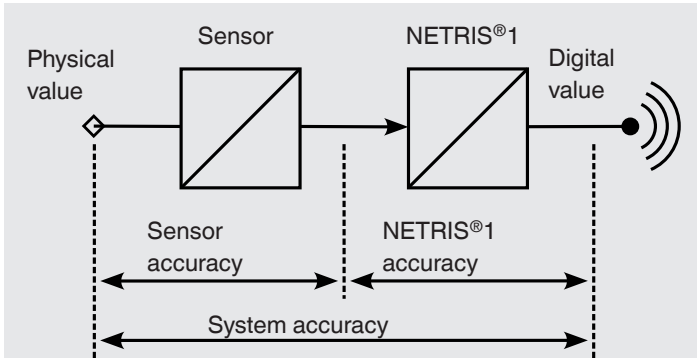 Sensor
NETRIS®1
Physical
value
Digital
value
Sensor
accuracy
NETRIS®1
accuracy
System accuracy